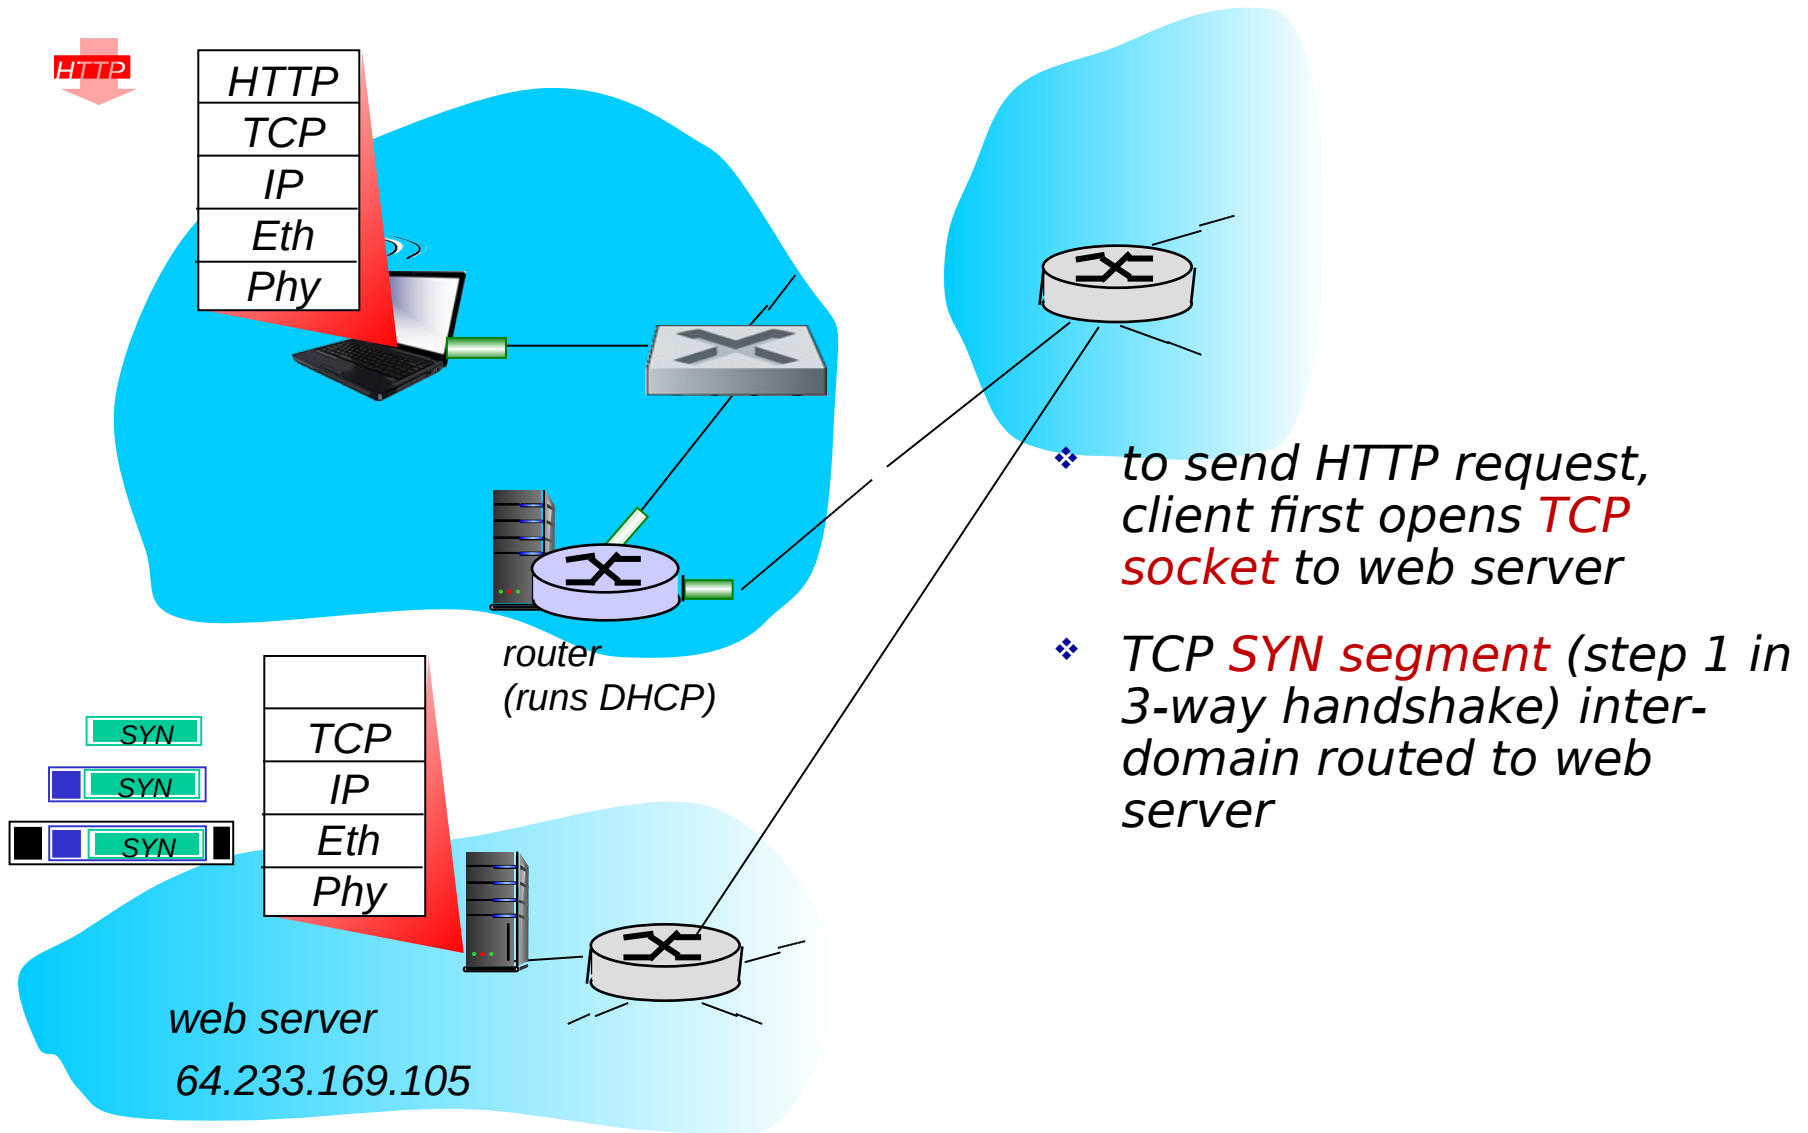 HTTP
HTTP
TCP
IP
Eth
Phy
router
(runs DHCP)
SYN
SYN
SYN
TCP
IP
Eth
Phy
web server
64.233.169.105
to send HTTP request,
client first opens TCP
socket to web server
TCP SYN segment (step 1 in
3-way handshake) inter-
domain routed to web
server